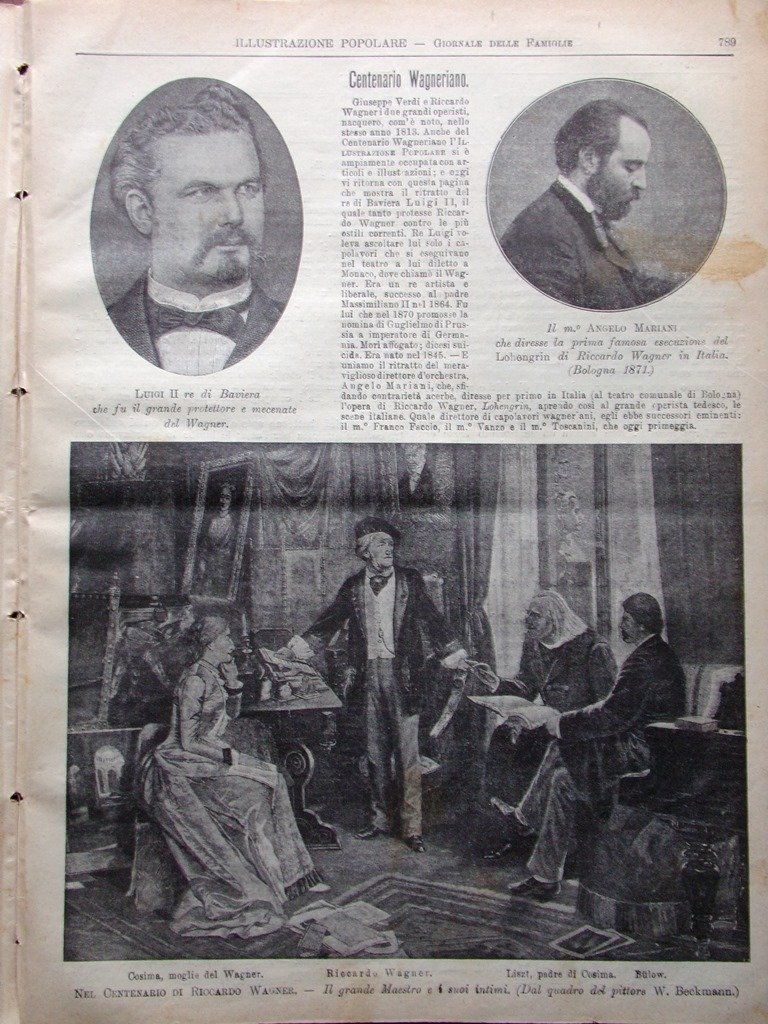 ILLUSTRAZIONE POPOLARE — GIORNALE DELLE FAMIGLIE
789
Centenario Wagneriano.
Giuseppe Verdi e Riccardo
Wagner i due grandi operisti,
nacquero, com'è noto, nello
stesso anno 1813. Anche del
Centenario Wagneriano l'IL-
LUSTRAZIONE POPOLARE si è
ampiamente occupata con ar-
ticoli e illustrazioni; e oggi
vi ritorna con questa pagina
che mostra il ritratto del
re di Baviera Luigi II, il
quale tanto protesse Riccar-
do Wagner contro le più
ostili correnti. Re Luigi vo-
leva ascoltare lui solo i ca-
polavori che si eseguivano
nel teatro a lui diletto a
Monaco, dove chiamò il Wag-
ner. Era un re artista e
liberale, successo al padre
Massimiliano II nel 1864. Fu
lui che nel 1870 promosse la
nomina di Guglielmo di Prus-
sia a imperatore di Germa-
nia. Morì affogato; dicesi sui-
cida. Era nato nel 1845. — E
uniamo il ritratto del mera-
viglioso direttore d'orchestra,
Angelo Mariani, che, sfi-
dando contrarietà acerbe, diresse per primo in Italia (al teatro comunale di Bologna)
l'opera di Riccardo Wagner, Lohengrin, aprendo così al grande operista tedesco, le
scene italiane. Quale direttore di capolavori wagneriani, egli ebbe successori eminenti:
il m.° Franco Faccio, il m.° Vanzo e il m.° Toscanini, che oggi primeggia.
LUIGI II re di Baviera
che fu il grande protettore e mecenate
del Wagner.
Il m.° ANGELO MARIANI
che diresse la prima famosa esecuzione del
Lohengrin di Riccardo Wagner in Italia.
(Bologna 1871.)
Cosima, moglie del Wagner.
Riccardo Wagner.
Liszt, padre di Cosima.
Bülow.
NEL CENTENARIO DI RICCARDO WAGNER. — Il grande Maestro e i suoi intimi. (Dal quadro del pittore W. Beckmann.)